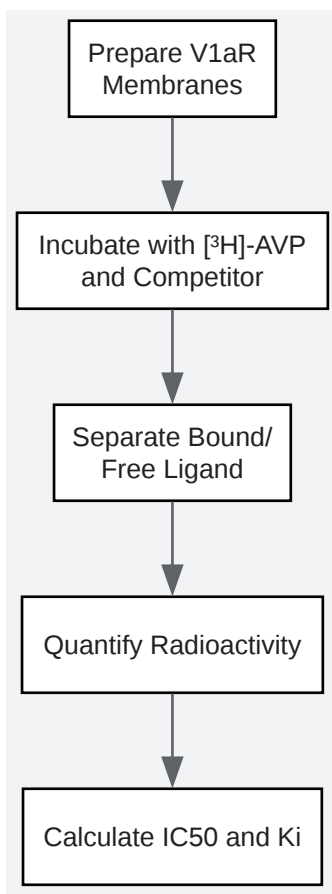 Prepare V1aR
Membranes
Incubate with [³H]-AVP
and Competitor
Separate Bound/
Free Ligand
Quantify Radioactivity
Calculate IC50 and Ki